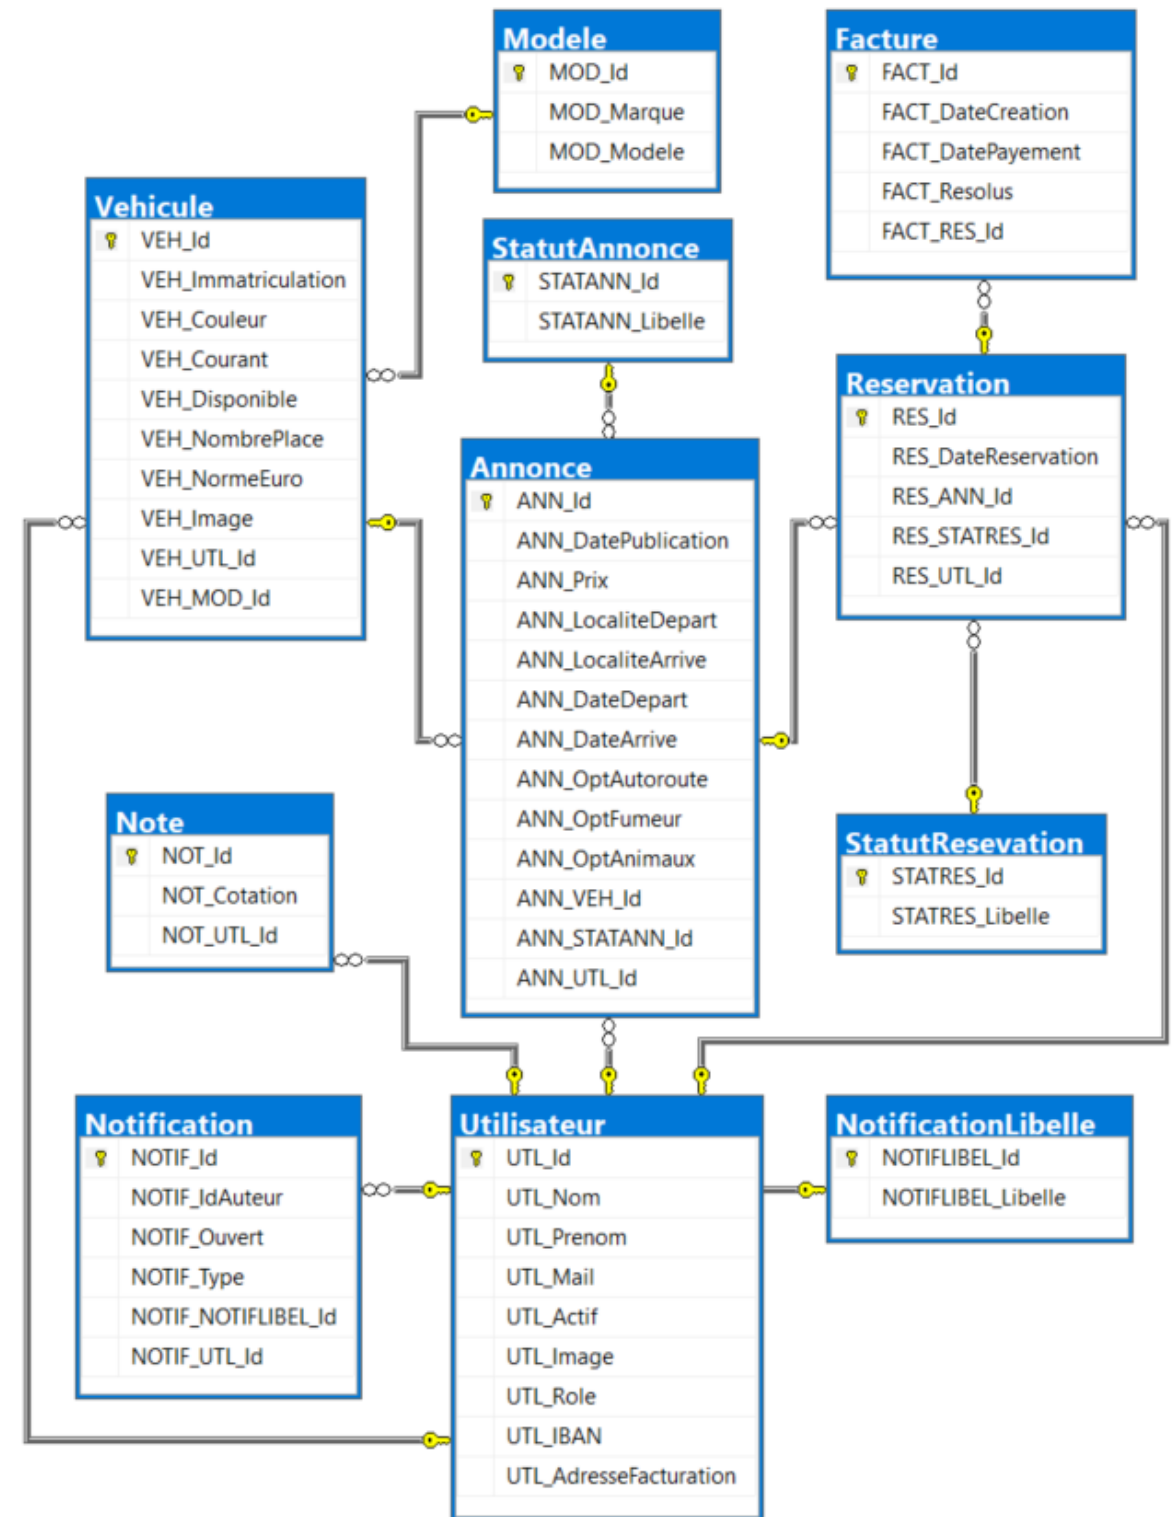 Modele
MOD_Id
MOD_Marque
MOD_Modele
Facture
FACT_Id
FACT_DateCreation
FACT_DatePayement
FACT_Resolus
FACT_RES_Id
Vehicule
VEH_Id
VEH_Immatriculation
VEH_Couleur
VEH_Courant
VEH_Disponible
VEH_NombrePlace
VEH_NormeEuro
VEH_Image
VEH_UTL_Id
VEH_MOD_Id
StatutAnnonce
STATANN_Id
STATANN_Libelle
Reservation
RES_Id
RES_DateReservation
RES_ANN_Id
RES_STATRES_Id
RES_UTL_Id
Annonce
ANN_Id
ANN_DatePublication
ANN_Prix
ANN_LocaliteDepart
ANN_LocaliteArrive
ANN_DateDepart
ANN_DateArrive
ANN_OptAutoroute
ANN_OptFumeur
ANN_OptAnimaux
ANN_VEH_Id
ANN_STATANN_Id
ANN_UTL_Id
Note
NOT_Id
NOT_Cotation
NOT_UTL_Id
StatutResevation
STATRES_Id
STATRES_Libelle
Notification
NOTIF_Id
NOTIF_IdAuteur
NOTIF_Ouvert
NOTIF_Type
NOTIF_NOTIFLIBEL_Id
NOTIF_UTL_Id
Utilisateur
UTL_Id
UTL_Nom
UTL_Prenom
UTL_Mail
UTL_Actif
UTL_Image
UTL_Role
UTL_IBAN
UTL_AdresseFacturation
NotificationLibelle
NOTIFLIBEL_Id
NOTIFLIBEL_Libelle